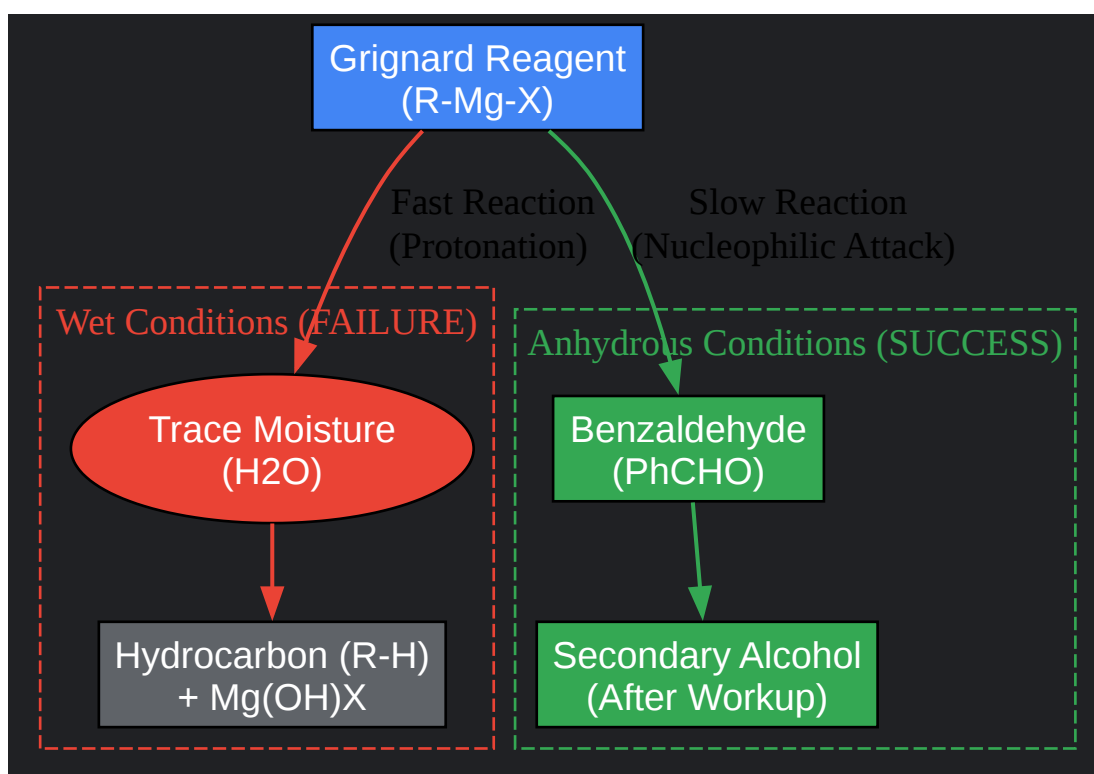 Grignard Reagent
(R-Mg-X)
Fast Reaction
(Protonation)
Slow Reaction
(Nucleophilic Attack)
Wet Conditions (FAILURE)
Trace Moisture
(H2O)
Hydrocarbon (R-H)
+ Mg(OH)X
Anhydrous Conditions (SUCCESS)
Benzaldehyde
(PhCHO)
Secondary Alcohol
(After Workup)